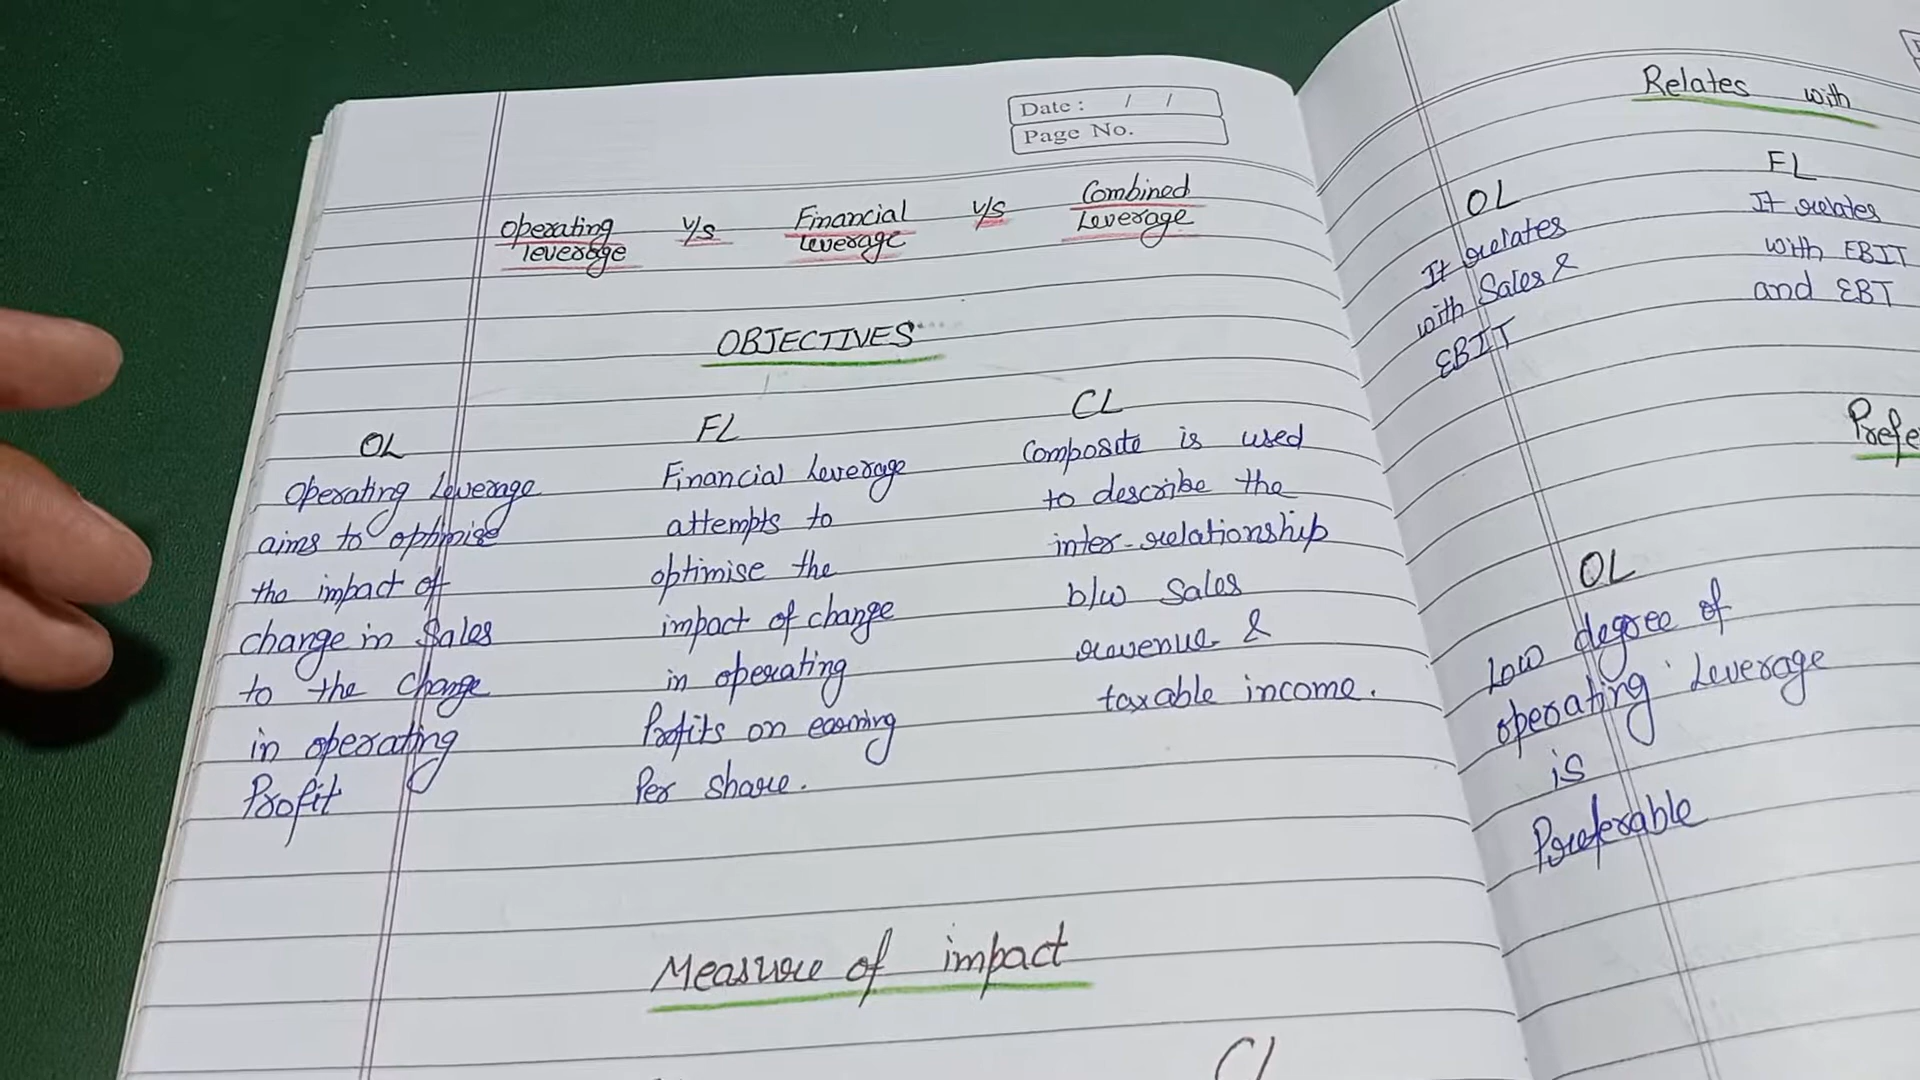 Date : / /
Page No.
Operating v/s Financial v/s Combined
leverage leverage Leverage
OBJECTIVES
OL
Operating Leverage
aims to optimise
the impact of
change in Sales
to the change
in operating
Profit
FL
Financial Leverage
attempts to
optimise the
impact of change
in operating
Profits on earning
Per share.
CL
Composite is used
to describe the
inter-relationship
b/w Sales
revenue &
taxable income.
Measure of impact
CL
Relates with
OL
It relates
with Sales &
EBIT
FL
It relates
with EBIT
and EBT
OL
Low degree of
operating Leverage
is
Preferable